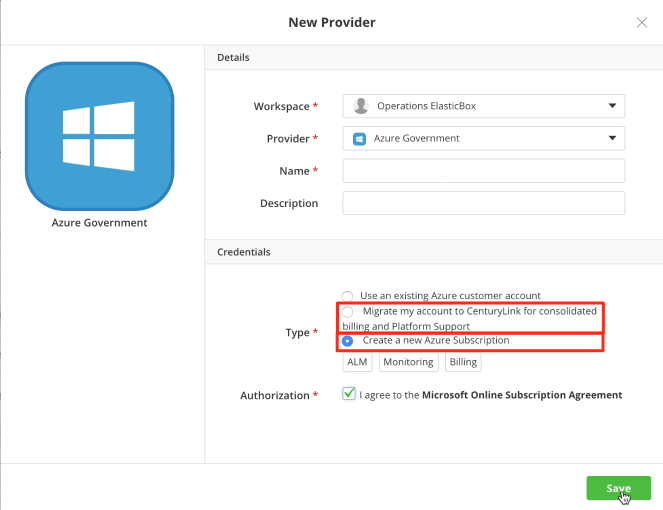 New Provider
Azure Government
Details
Workspace *
Operations ElasticBox
Provider *
Azure Government
Name *
Description
Credentials
Type *
Use an existing Azure customer account
Migrate my account to CenturyLink for consolidated
billing and Platform Support
Create a new Azure Subscription
ALM Monitoring Billing
Authorization *
I agree to the Microsoft Online Subscription Agreement
Save